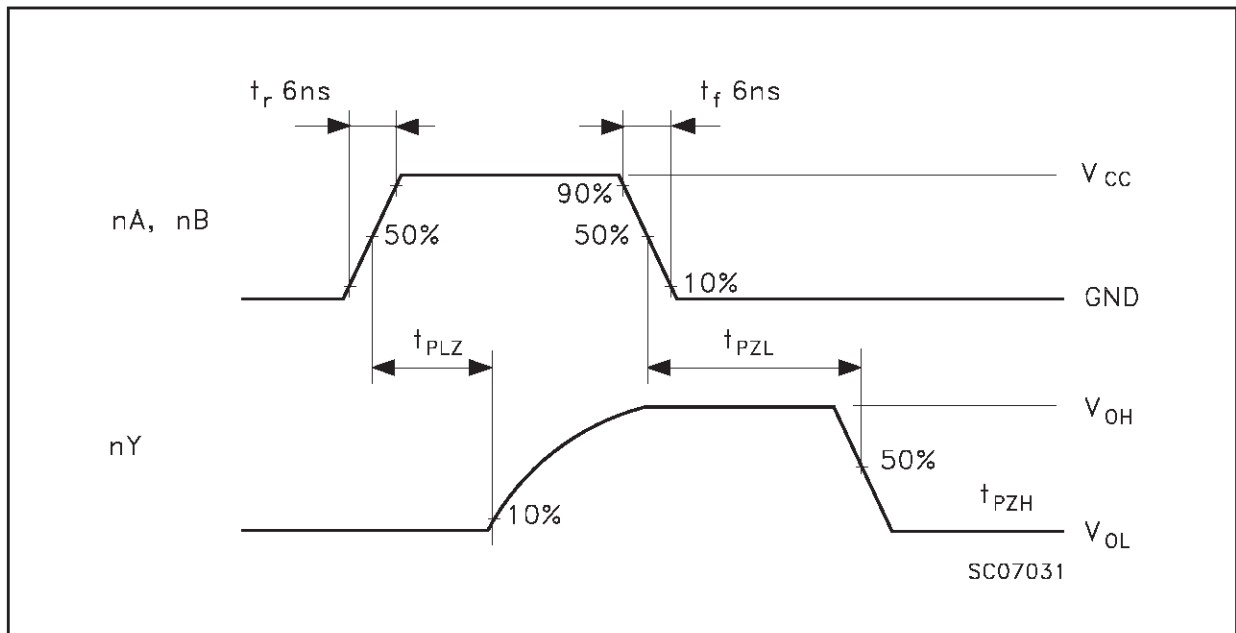 t_r 6ns
t_f 6ns
V_CC
90%
nA, nB
50%
50%
10%
GND
t_PLZ
t_PZL
V_OH
nY
50%
10%
t_PZH
V_OL
SC07031